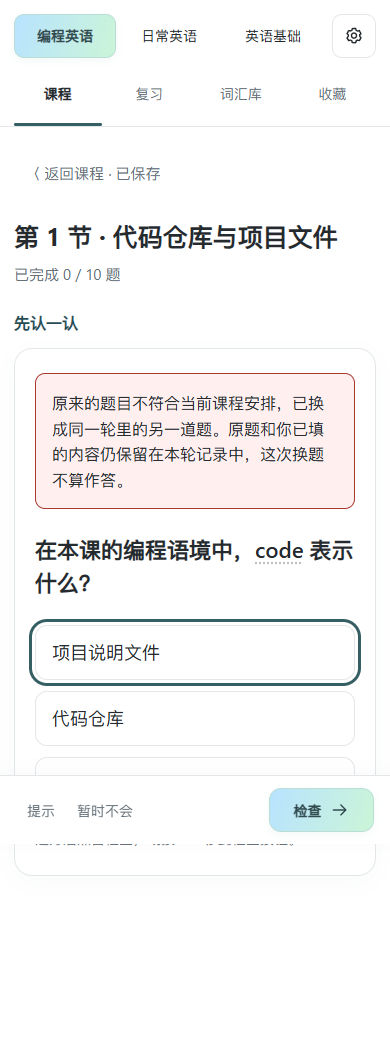 编程英语 日常英语 英语基础
课程 复习 词汇库 收藏
〈 返回课程 · 已保存
第 1 节 · 代码仓库与项目文件
已完成 0 / 10 题
先认一认
原来的题目不符合当前课程安排，已换
成同一轮里的另一道题。原题和你已填
的内容仍保留在本轮记录中，这次换题
不算作答。
在本课的编程语境中，code 表示
什么？
项目说明文件
代码仓库
提示 暂时不会 检查 →